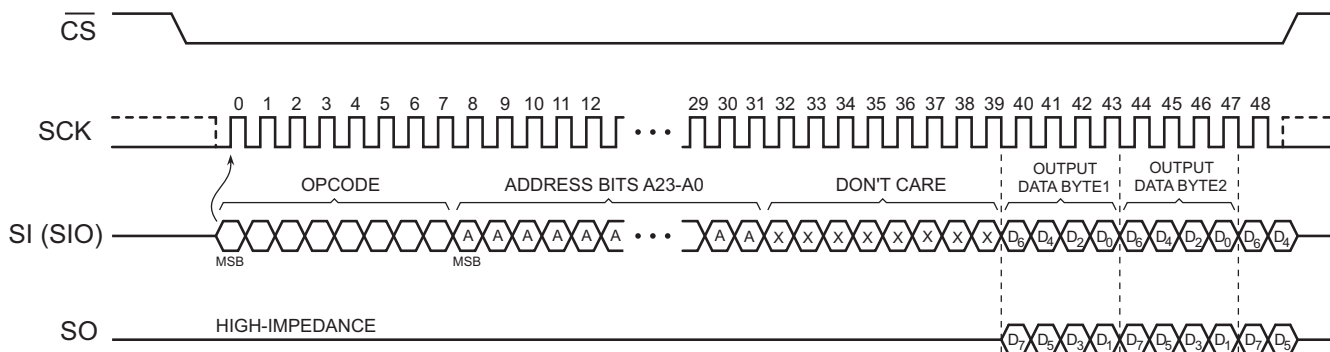 CS
0 1 2 3 4 5 6 7 8 9 10 11 12 29 30 31 32 33 34 35 36 37 38 39 40 41 42 43 44 45 46 47 48
SCK
OPCODE ADDRESS BITS A23-A0 DON'T CARE OUTPUT DATA BYTE1 OUTPUT DATA BYTE2
SI (SIO) A A A A A A A A X X X X X X X X D6 D4 D2 D0 D6 D4 D2 D0 D6 D4
MSB MSB
SO HIGH-IMPEDANCE D7 D5 D3 D1 D7 D5 D3 D1 D7 D5